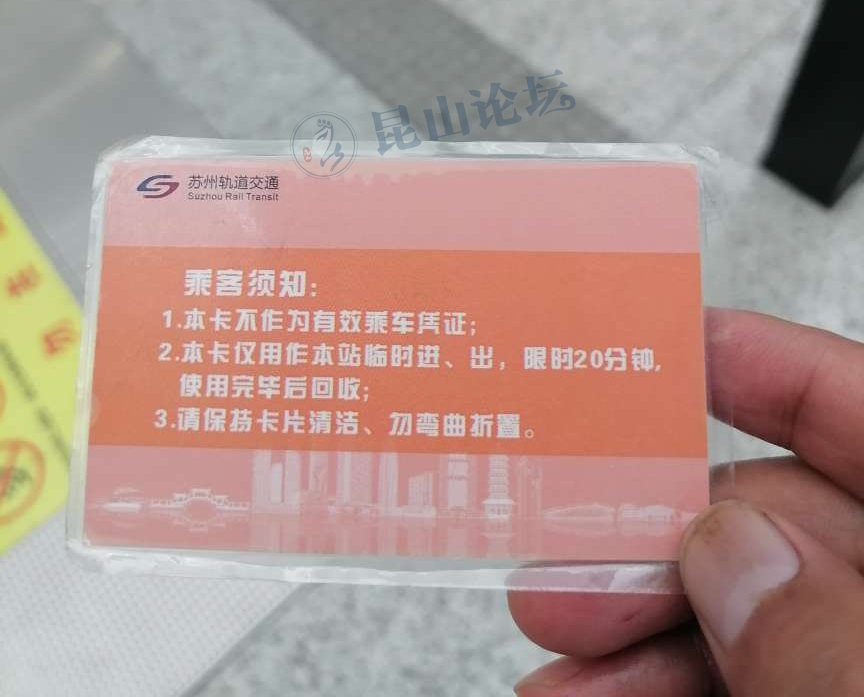 昆山论坛
苏州轨道交通
Suzhou Rail Transit
乘客须知:
1.本卡不作为有效乘车凭证;
2.本卡仅用作本站临时进、出，限时20分钟,
使用完毕后回收;
3.请保持卡片清洁、勿弯曲折置。